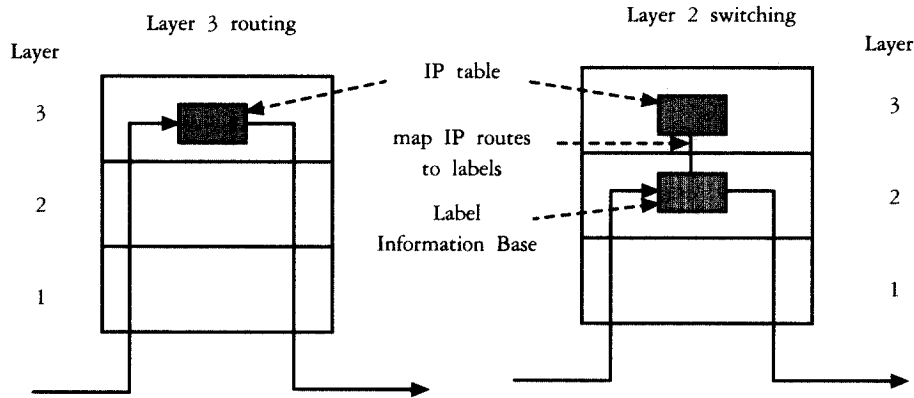 Layer 3 routing
Layer 2 switching
Layer
Layer
IP table
3
3
map IP routes
to labels
2
2
Label
Information Base
1
1